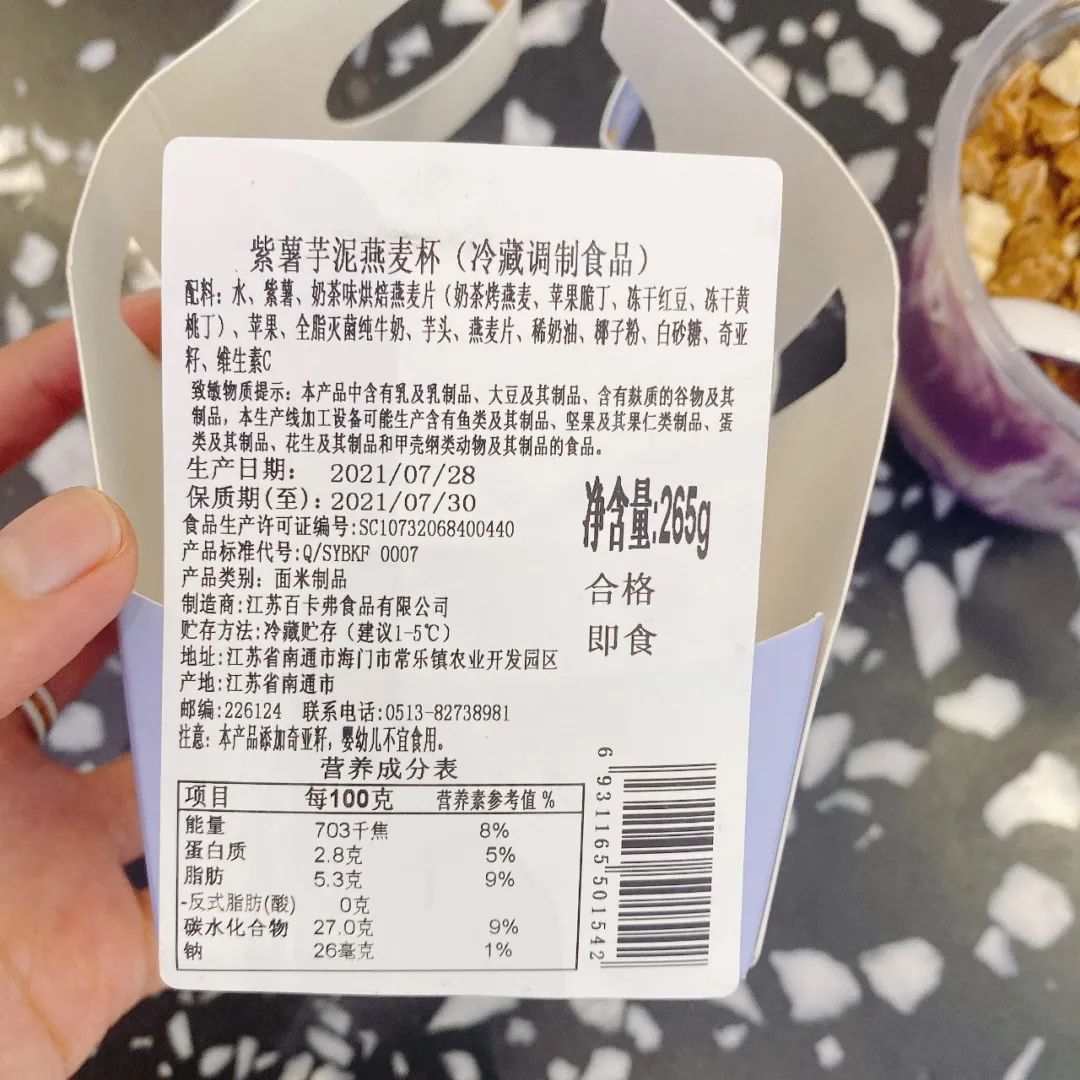 紫薯芋泥燕麦杯（冷藏调制食品）
配料：水、紫薯、奶茶味烘焙燕麦片（奶茶烤燕麦、苹果脆丁、冻干红豆、冻干黄
桃丁）、苹果、全脂灭菌纯牛奶、芋头、燕麦片、稀奶油、椰子粉、白砂糖、奇亚
籽、维生素C
致敏物质提示：本产品中含有乳及乳制品、大豆及其制品、含有麸质的谷物及其
制品，本生产线加工设备可能生产含有鱼类及其制品、坚果及其果仁类制品、蛋
类及其制品、花生及其制品和甲壳纲类动物及其制品的食品。
生产日期： 2021/07/28
保质期(至)：2021/07/30
食品生产许可证编号:SC10732068400440
产品标准代号:Q/SYBKF 0007
产品类别：面米制品
制造商:江苏百卡弗食品有限公司
贮存方法:冷藏贮存（建议1-5℃）
地址:江苏省南通市海门市常乐镇农业开发园区
产地:江苏省南通市
邮编:226124 联系电话:0513-82738981
注意：本产品添加奇亚籽，婴幼儿不宜食用。
净含量:265g
合格
即食
营养成分表
项目 每100克 营养素参考值%
能量 703千焦 8%
蛋白质 2.8克 5%
脂肪 5.3克 9%
-反式脂肪(酸) 0克
碳水化合物 27.0克 9%
钠 26毫克 1%
6931165501542